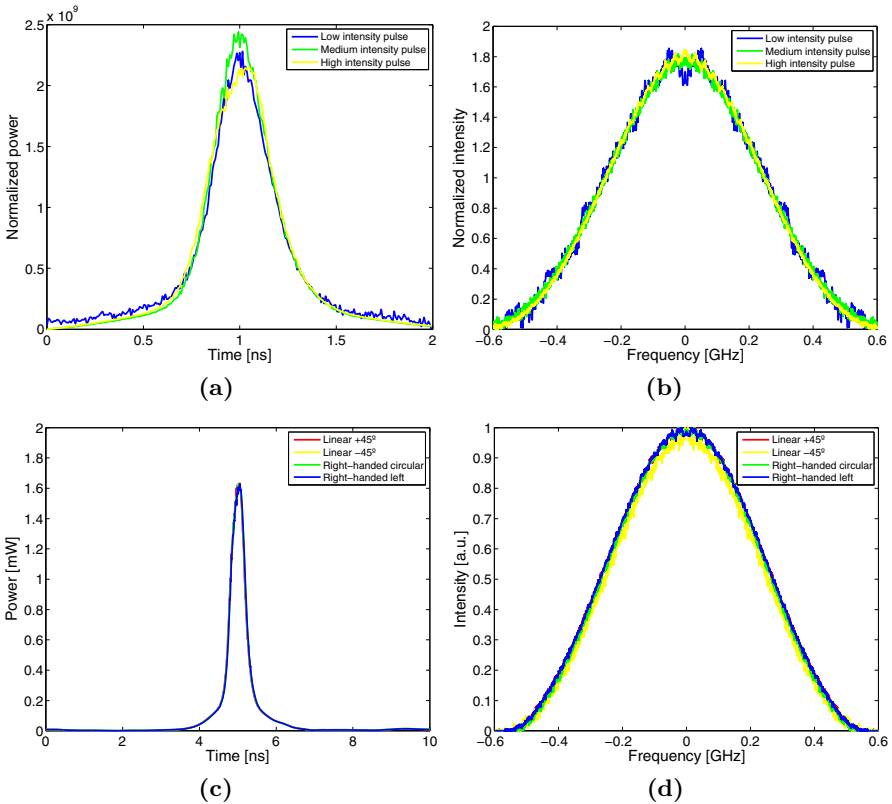 x 10⁹
2.5
2
1.5
1
0.5
0
Normalized power
Low intensity pulse
Medium intensity pulse
High intensity pulse
0 0.5 1 1.5 2
Time [ns]
(a)
2
1.8
1.6
1.4
1.2
1
0.8
0.6
0.4
0.2
0
Normalized intensity
Low intensity pulse
Medium intensity pulse
High intensity pulse
−0.6 −0.4 −0.2 0 0.2 0.4 0.6
Frequency [GHz]
(b)
2
1.8
1.6
1.4
1.2
1
0.8
0.6
0.4
0.2
0
Power [mW]
Linear +45º
Linear −45º
Right−handed circular
Right−handed left
0 2 4 6 8 10
Time [ns]
(c)
1
0.9
0.8
0.7
0.6
0.5
0.4
0.3
0.2
0.1
0
Intensity [a.u.]
Linear +45º
Linear −45º
Right−handed circular
Right−handed left
−0.6 −0.4 −0.2 0 0.2 0.4 0.6
Frequency [GHz]
(d)